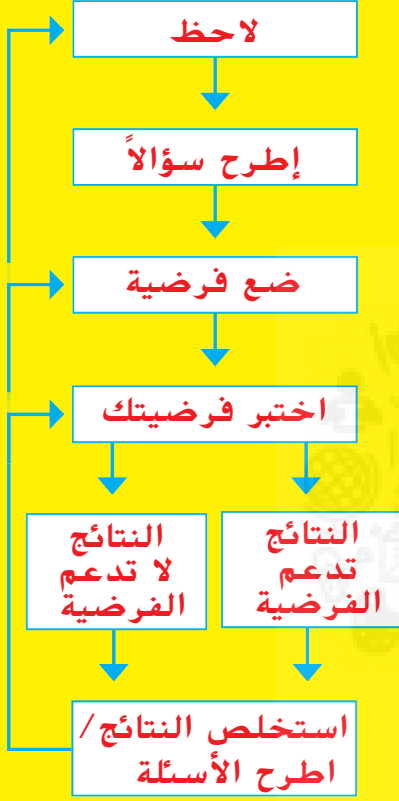 لاحظ
إطرح سؤالاً
ضع فرضية
اختبر فرضيتك
النتائج
تدعم
الفرضية
النتائج
لا تدعم
الفرضية
استخلص النتائج/
اطرح الأسئلة